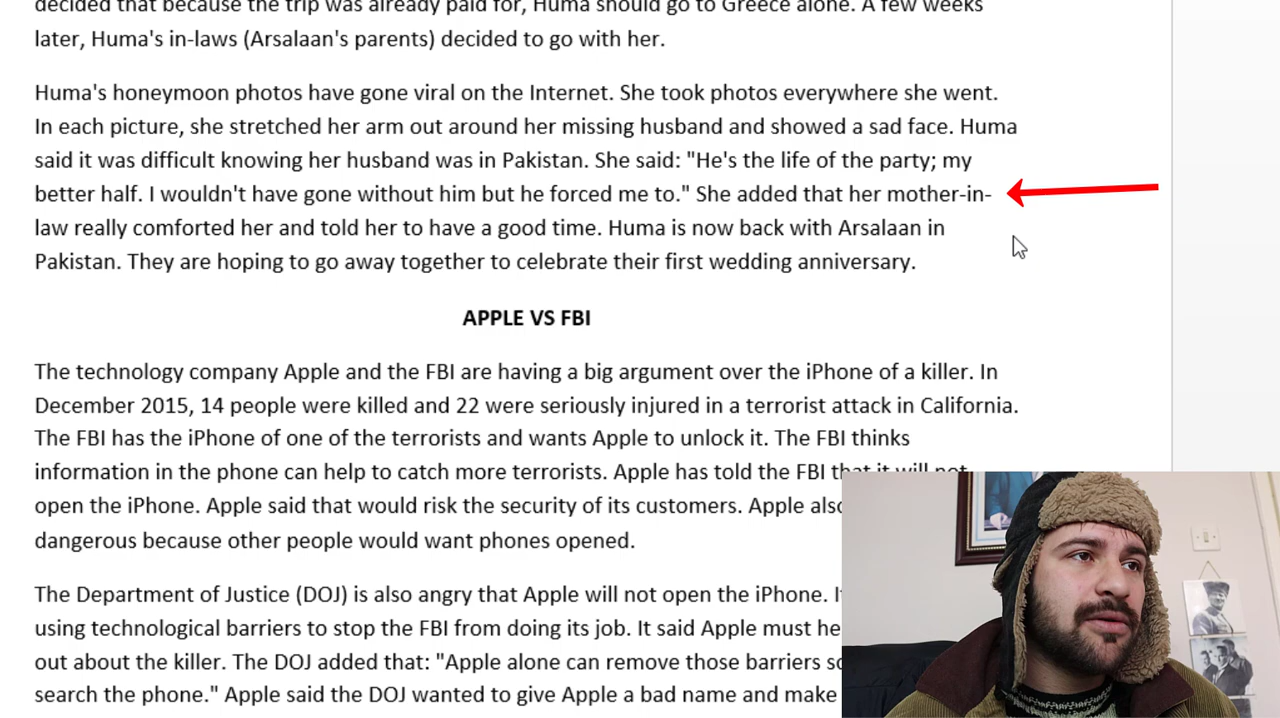 decided that because the trip was already paid for, Huma should go to Greece alone. A few weeks
later, Huma's in-laws (Arsalaan's parents) decided to go with her.
Huma's honeymoon photos have gone viral on the Internet. She took photos everywhere she went.
In each picture, she stretched her arm out around her missing husband and showed a sad face. Huma
said it was difficult knowing her husband was in Pakistan. She said: "He's the life of the party; my
better half. I wouldn't have gone without him but he forced me to." She added that her mother-in-
law really comforted her and told her to have a good time. Huma is now back with Arsalaan in
Pakistan. They are hoping to go away together to celebrate their first wedding anniversary.
APPLE VS FBI
The technology company Apple and the FBI are having a big argument over the iPhone of a killer. In
December 2015, 14 people were killed and 22 were seriously injured in a terrorist attack in California.
The FBI has the iPhone of one of the terrorists and wants Apple to unlock it. The FBI thinks
information in the phone can help to catch more terrorists. Apple has told the FBI that it will not
open the iPhone. Apple said that would risk the security of its customers. Apple
dangerous because other people would want phones opened.
The Department of Justice (DOJ) is also angry that Apple will not open the iPhone.
using technological barriers to stop the FBI from doing its job. It said Apple must
out about the killer. The DOJ added that: "Apple alone can remove those barriers
search the phone." Apple said the DOJ wanted to give Apple a bad name and make